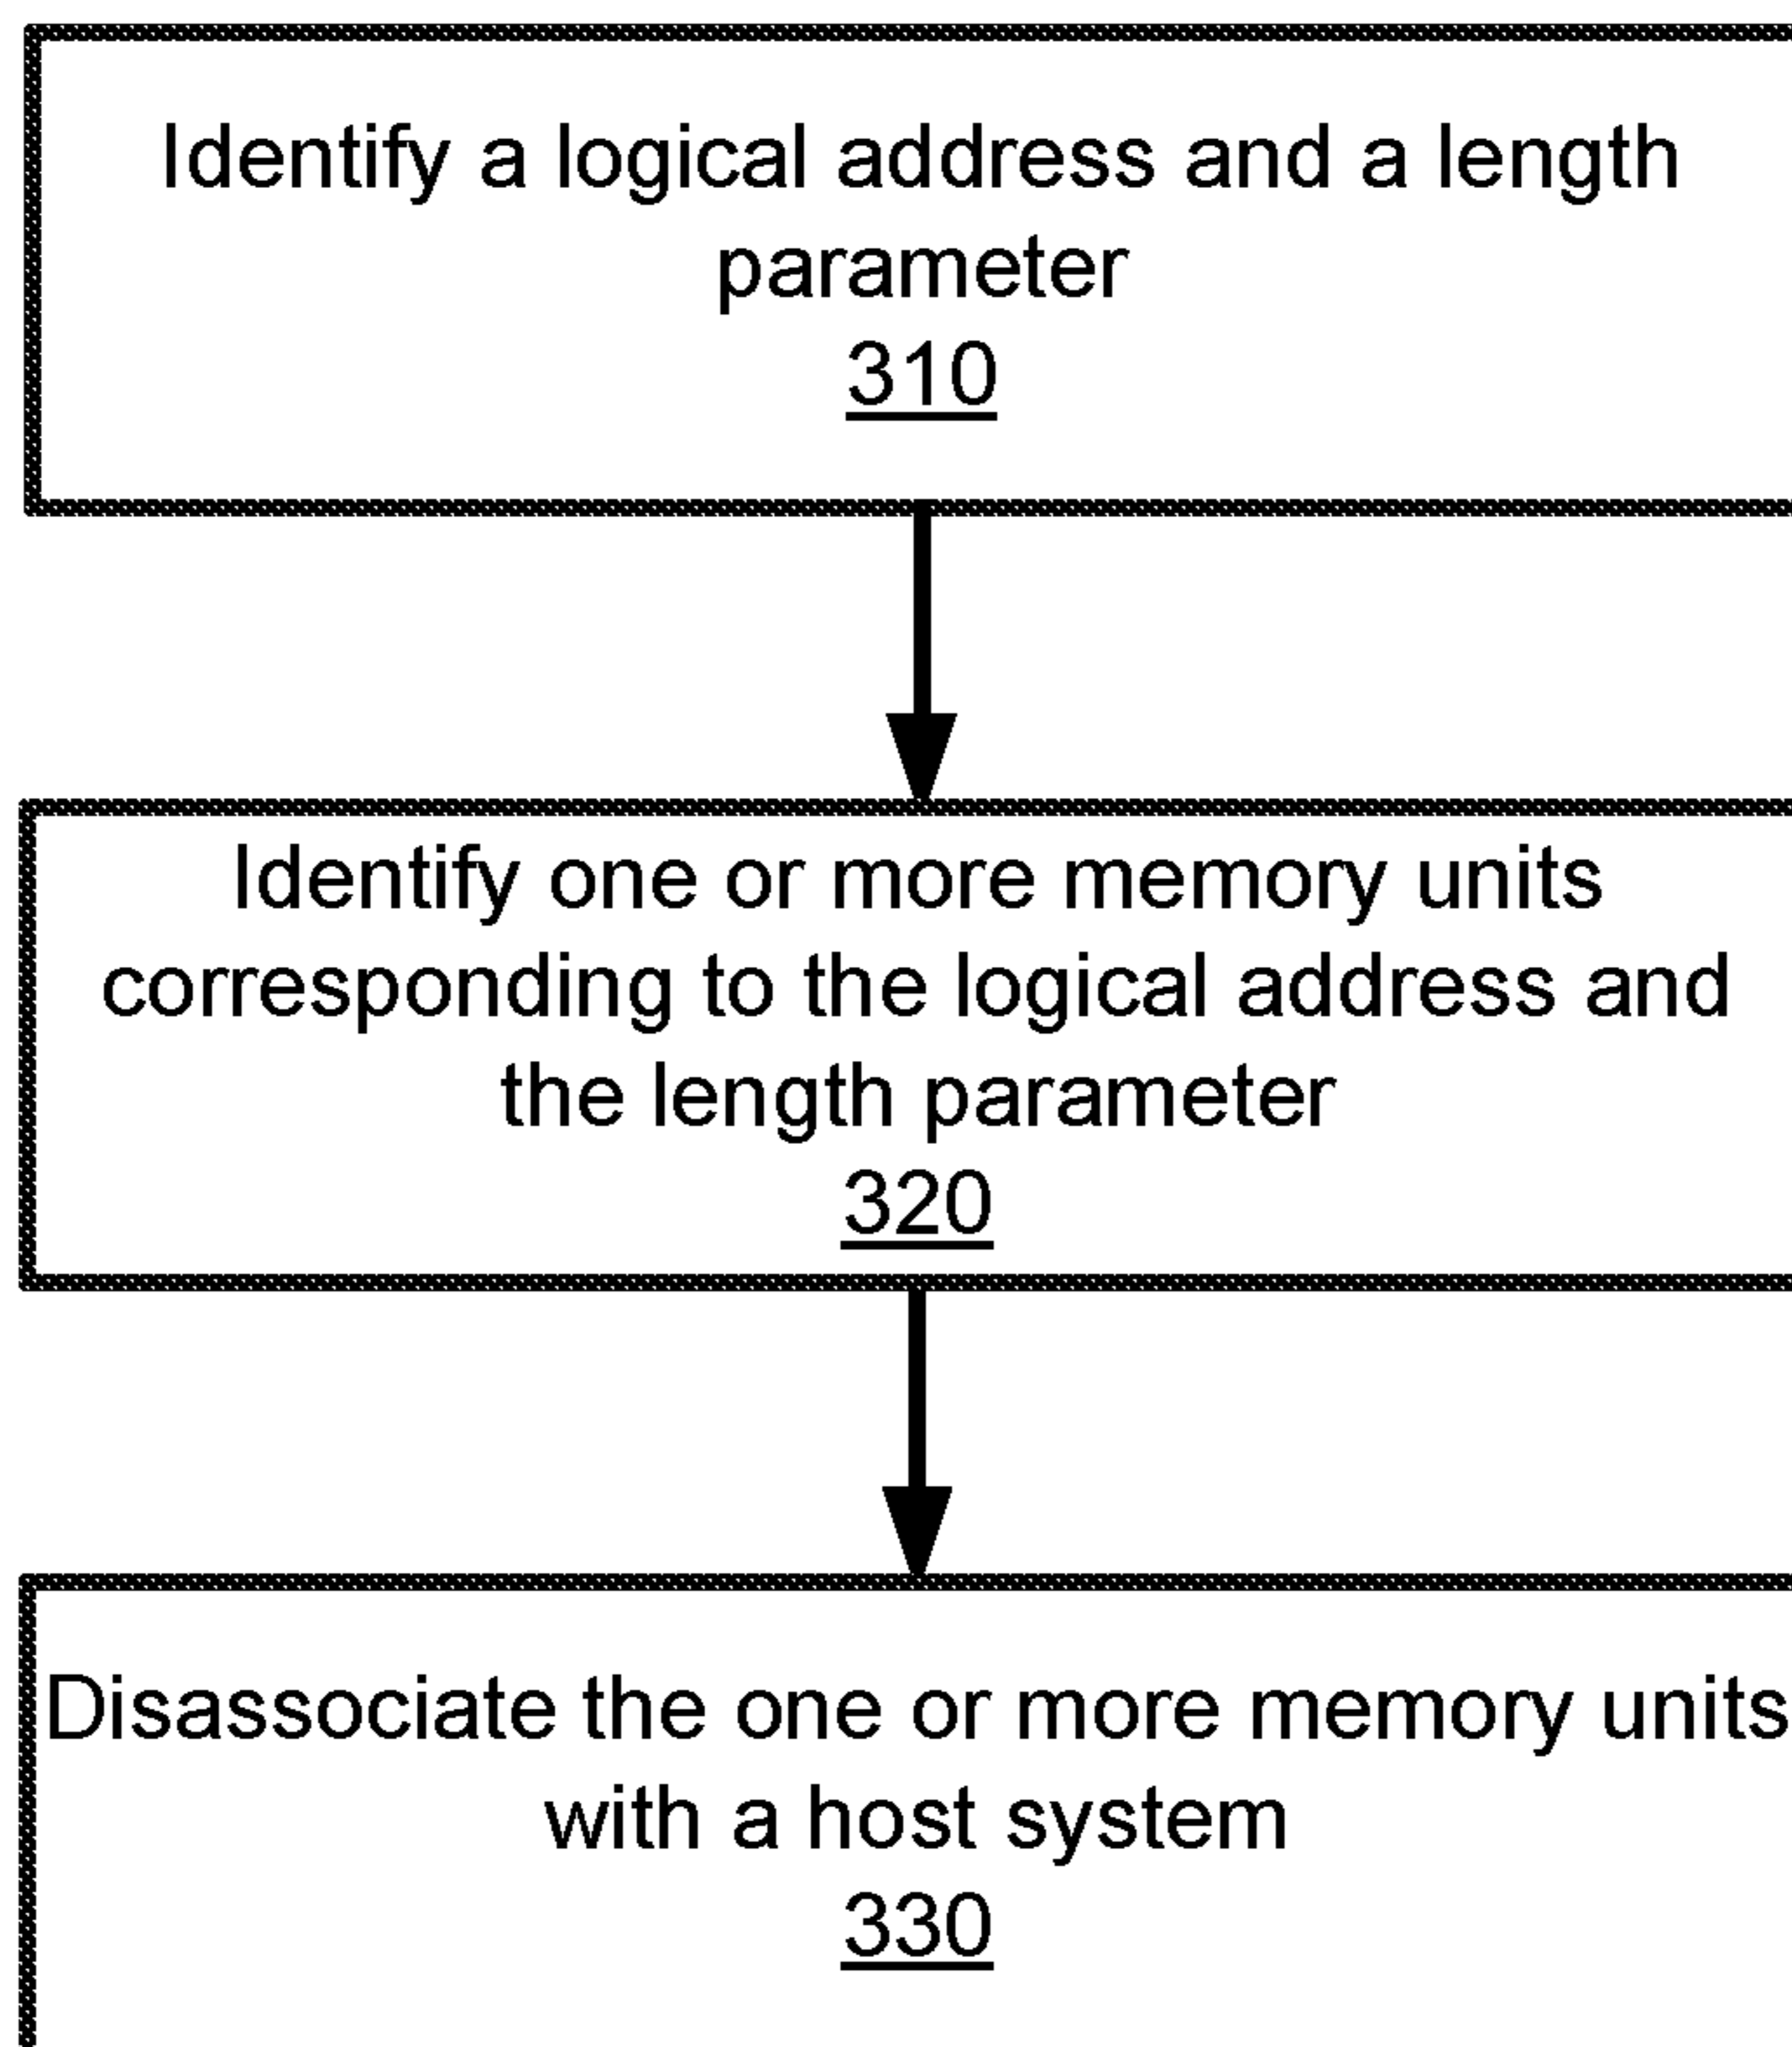 Identify a logical address and a length
parameter
310
Identify one or more memory units
corresponding to the logical address and
the length parameter
320
Disassociate the one or more memory units
with a host system
330